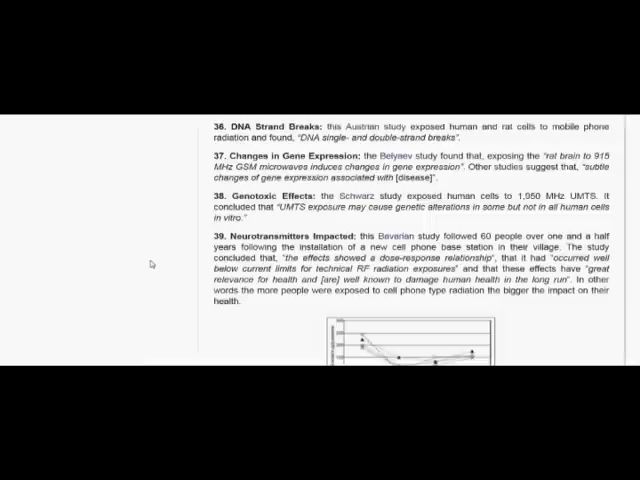 36. DNA Strand Breaks: this Austrian study exposed human and rat cells to mobile phone
radiation and found, "DNA single- and double-strand breaks".
37. Changes in Gene Expression: the Belyaev study found that, exposing the "rat brain to 915
MHz GSM microwaves induces changes in gene expression". Other studies suggest that, "subtle
changes of gene expression associated with [disease]".
38. Genotoxic Effects: the Schwarz study exposed human cells to 1,950 MHz UMTS. It
concluded that "UMTS exposure may cause genetic alterations in some but not in all human cells
in vitro."
39. Neurotransmitters Impacted: this Bavarian study followed 60 people over one and a half
years following the installation of a new cell phone base station in their village. The study
concluded that, "the effects showed a dose-response relationship", that it had "occurred well
below current limits for technical RF radiation exposures" and that these effects have "great
relevance for health and [are] well known to damage human health in the long run". In other
words the more people were exposed to cell phone type radiation the bigger the impact on their
health.